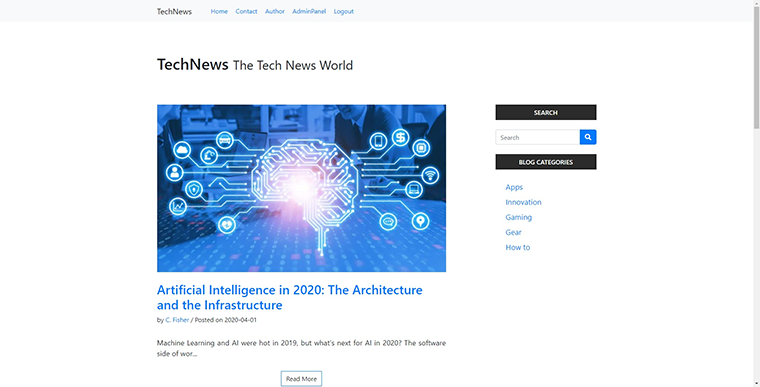 TechNews Home Contact Author AdminPanel Logout
TechNews The Tech News World
SEARCH
Search
BLOG CATEGORIES
Apps
Innovation
Gaming
Gear
How to
Artificial Intelligence in 2020: The Architecture
and the Infrastructure
by C. Fisher / Posted on 2020-04-01
Machine Learning and AI were hot in 2019, but what's next for AI in 2020? The software
side of wor...
Read More